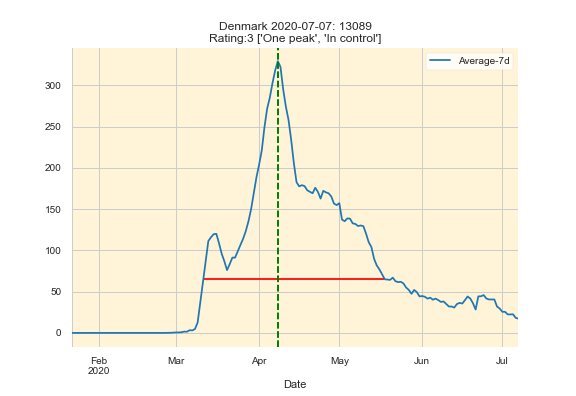 Denmark 2020-07-07: 13089
Rating:3 ['One peak', 'In control']
Average-7d
300
250
200
150
100
50
0
Feb
2020
Mar
Apr
May
Jun
Jul
Date